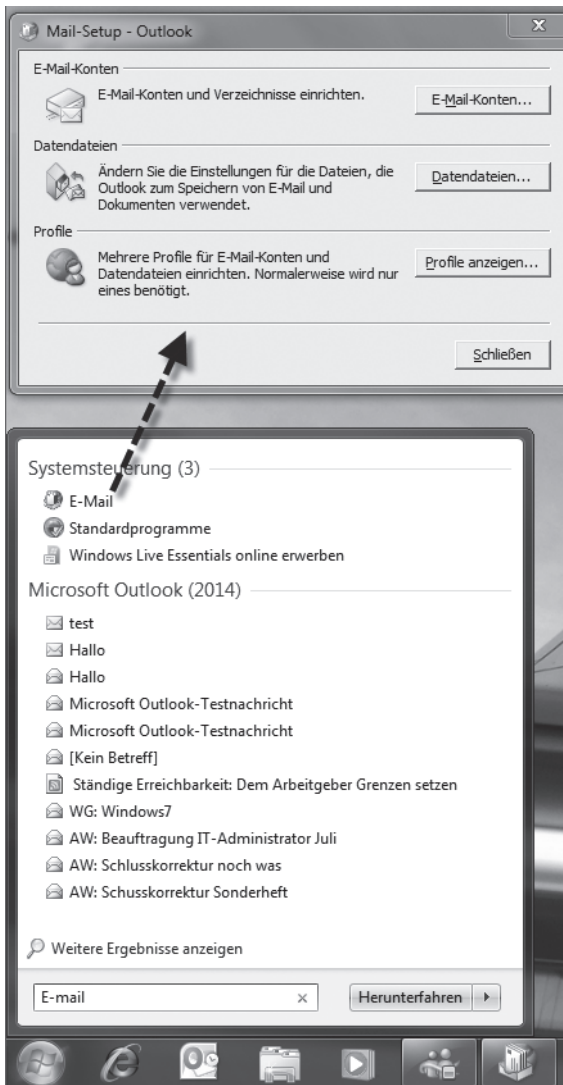 Mail-Setup - Outlook
E-Mail-Konten
E-Mail-Konten und Verzeichnisse einrichten.
E-Mail-Konten...
Datendateien
Ändern Sie die Einstellungen für die Dateien, die
Outlook zum Speichern von E-Mail und
Dokumenten verwendet.
Datendateien...
Profile
Mehrere Profile für E-Mail-Konten und
Datendateien einrichten. Normalerweise wird nur
eines benötigt.
Profile anzeigen...
Schließen
Systemsteuerung (3)
E-Mail
Standardprogramme
Windows Live Essentials online erwerben
Microsoft Outlook (2014)
test
Hallo
Hallo
Microsoft Outlook-Testnachricht
Microsoft Outlook-Testnachricht
[Kein Betreff]
Ständige Erreichbarkeit: Dem Arbeitgeber Grenzen setzen
WG: Windows7
AW: Beauftragung IT-Administrator Juli
AW: Schlusskorrektur noch was
AW: Schusskorrektur Sonderheft
Weitere Ergebnisse anzeigen
E-mail
Herunterfahren